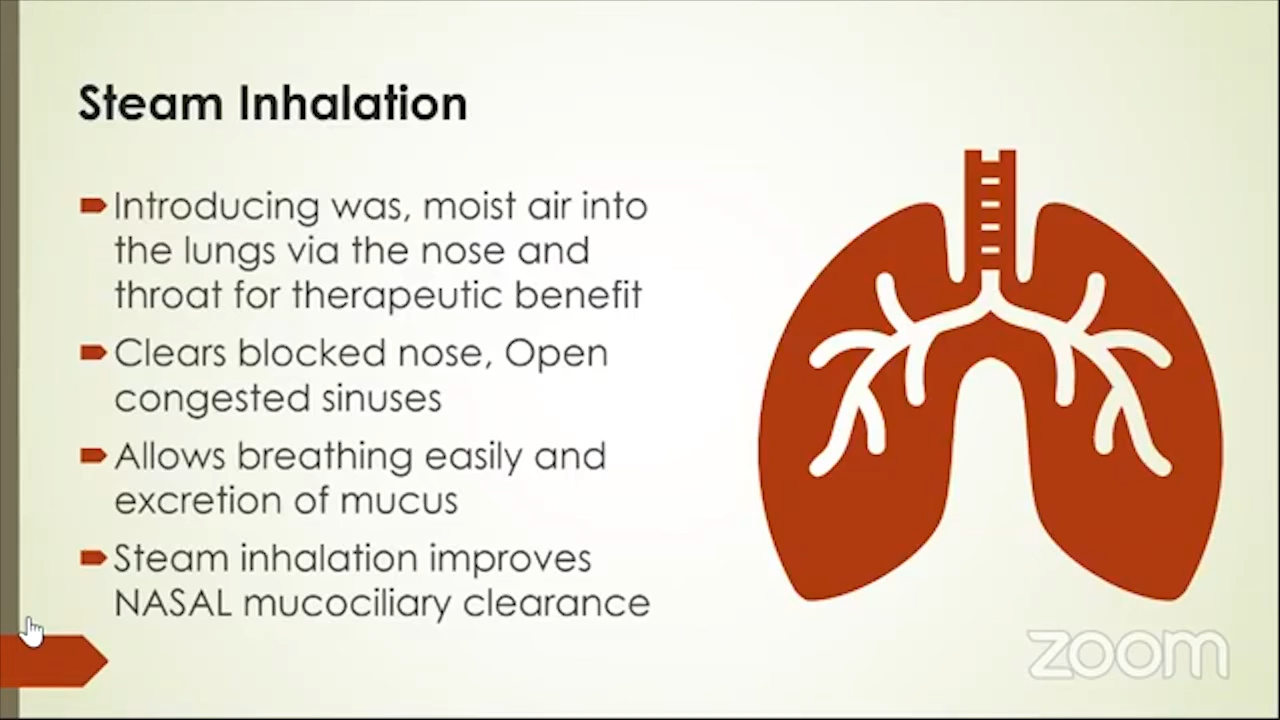 Steam Inhalation
Introducing was, moist air into
the lungs via the nose and
throat for therapeutic benefit
Clears blocked nose, Open
congested sinuses
Allows breathing easily and
excretion of mucus
Steam inhalation improves
NASAL mucociliary clearance
zoom